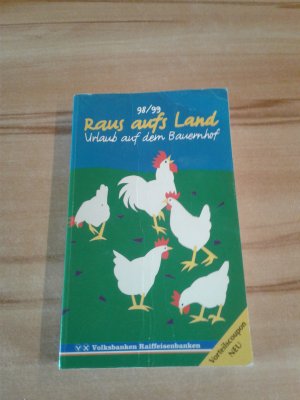 98/99
Raus aufs Land
Urlaub auf dem Bauernhof
Volksbanken Raiffeisenbanken
Vorteilscoupon
NEU